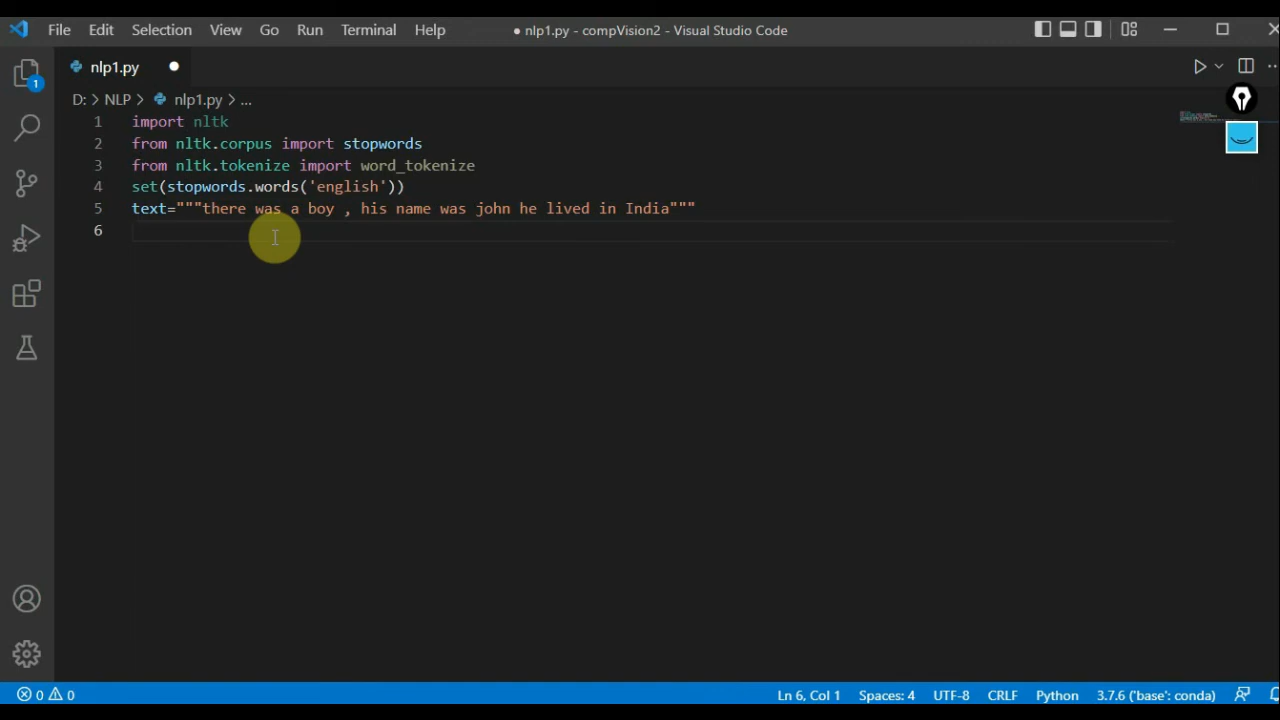 File Edit Selection View Go Run Terminal Help ● nlp1.py - compVision2 - Visual Studio Code
nlp1.py
1
D: > NLP > nlp1.py > ...
1 import nltk
2 from nltk.corpus import stopwords
3 from nltk.tokenize import word_tokenize
4 set(stopwords.words('english'))
5 text="""there was a boy , his name was john he lived in India"""
6
0 0 Ln 6, Col 1 Spaces: 4 UTF-8 CRLF Python 3.7.6 ('base': conda)